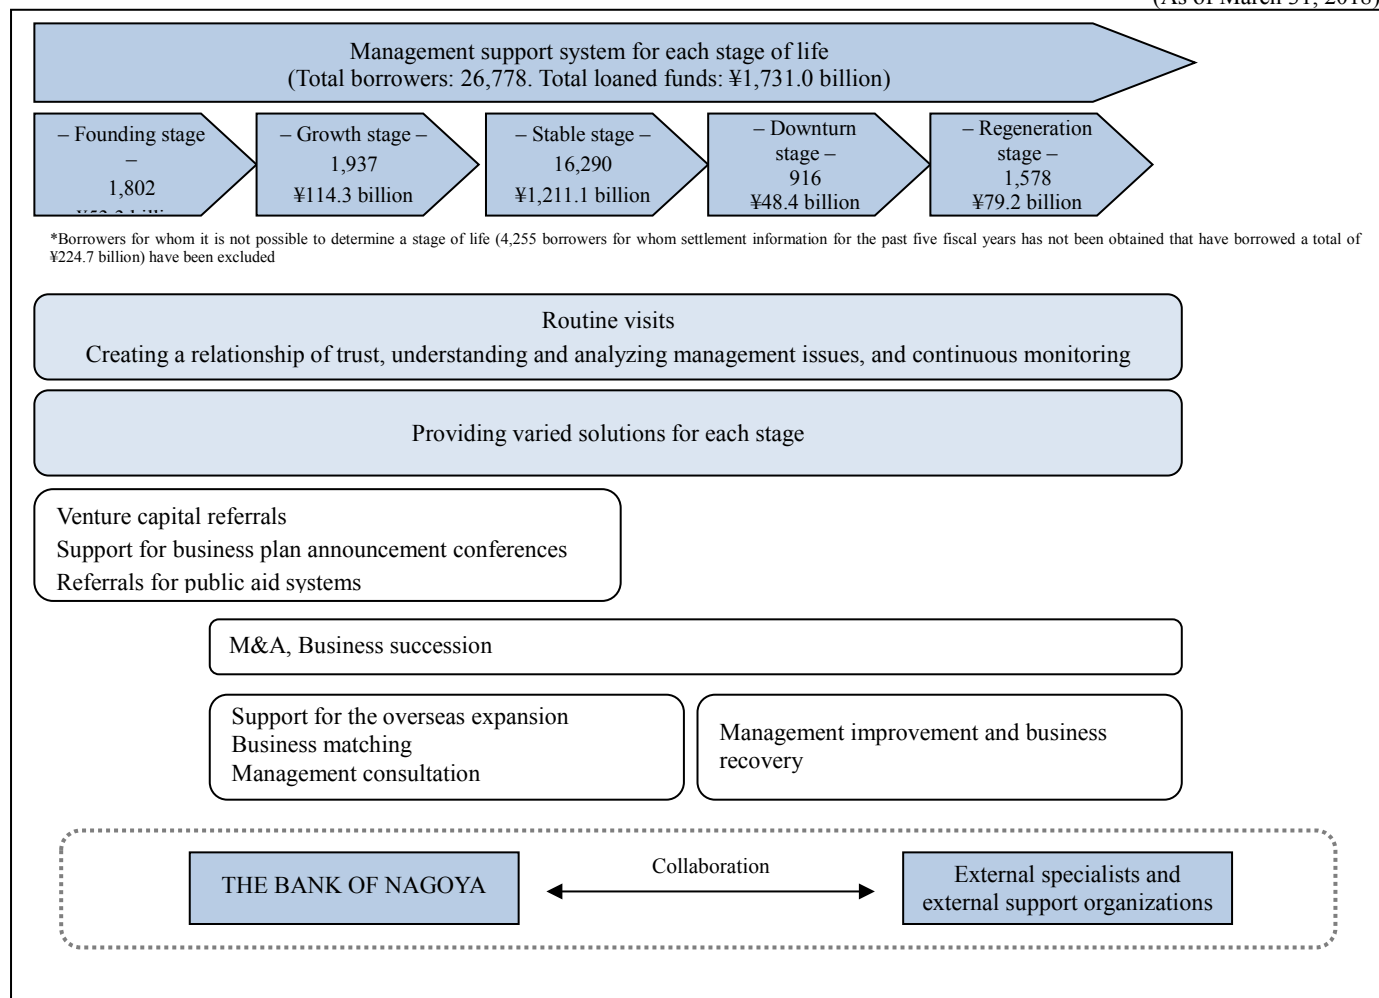 (As of March 31, 2018)
Management support system for each stage of life
(Total borrowers: 26,778. Total loaned funds: ¥1,731.0 billion)
– Founding stage
–
1,802
– Growth stage –
1,937
¥114.3 billion
– Stable stage –
16,290
¥1,211.1 billion
– Downturn
stage –
916
¥48.4 billion
– Regeneration
stage –
1,578
¥79.2 billion
*Borrowers for whom it is not possible to determine a stage of life (4,255 borrowers for whom settlement information for the past five fiscal years has not been obtained that have borrowed a total of
¥224.7 billion) have been excluded
Routine visits
Creating a relationship of trust, understanding and analyzing management issues, and continuous monitoring
Providing varied solutions for each stage
Venture capital referrals
Support for business plan announcement conferences
Referrals for public aid systems
M&A, Business succession
Support for the overseas expansion
Business matching
Management consultation
Management improvement and business
recovery
THE BANK OF NAGOYA
Collaboration
External specialists and
external support organizations